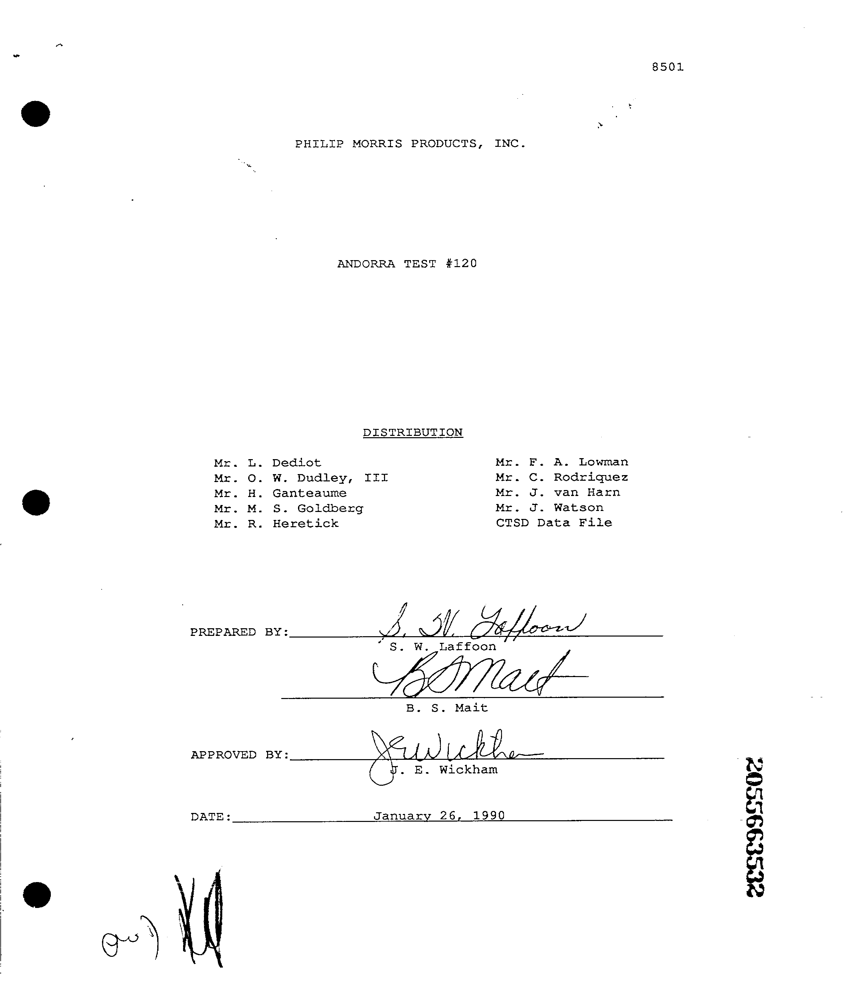 8501
PHILIP MORRIS PRODUCTS, INC.
ANDORRA TEST #120
DISTRIBUTION
Mr. L. Dediot
Mr. O. W. Dudley, III
Mr. H. Ganteaume
Mr. M. S. Goldberg
Mr. R. Heretick
Mr. F. A. Lowman
Mr. C. Rodriquez
Mr. J. van Harn
Mr. J. Watson
CTSD Data File
PREPARED BY: S. W. Laffoon
S. W. Laffoon
B S Mait
B. S. Mait
APPROVED BY: J E Wickham
J. E. Wickham
DATE: January 26, 1990
2055663532